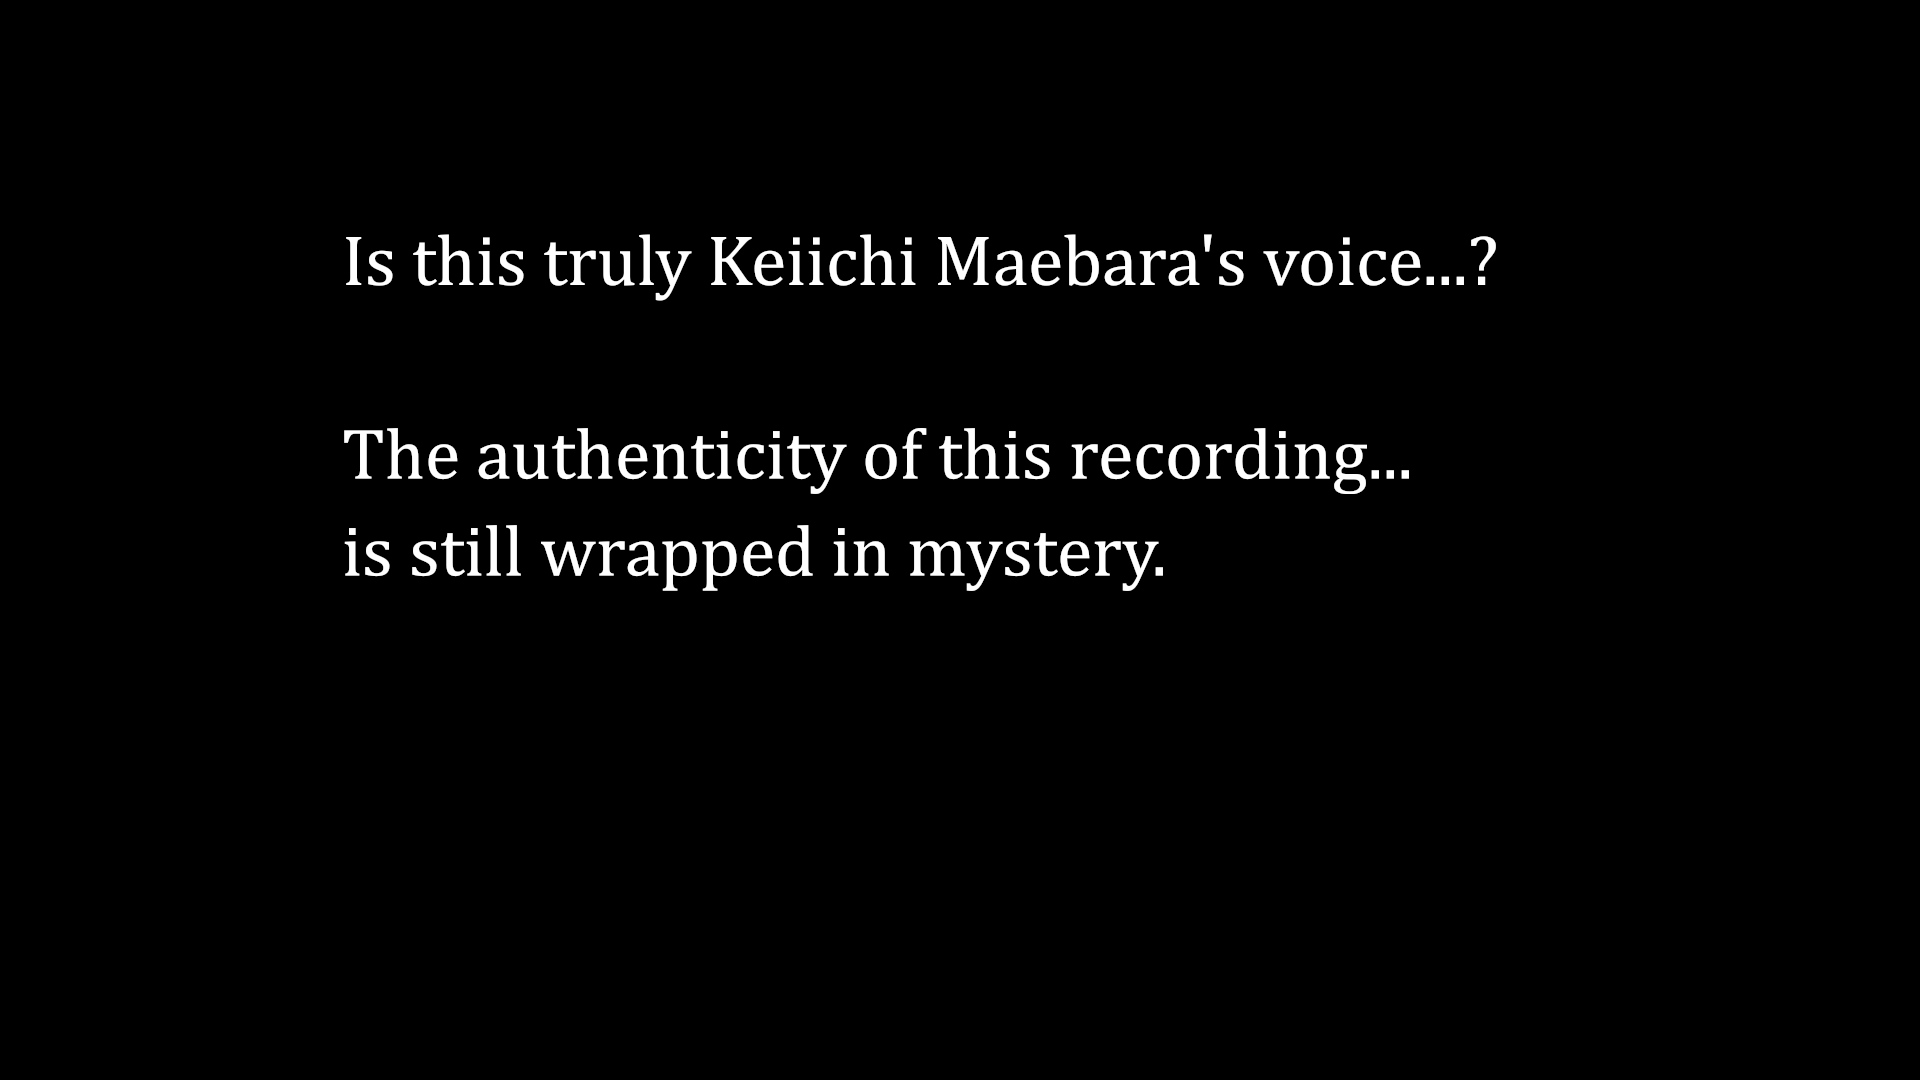 Is this truly Keiichi Maebara's voice...?
The authenticity of this recording...
is still wrapped in mystery.